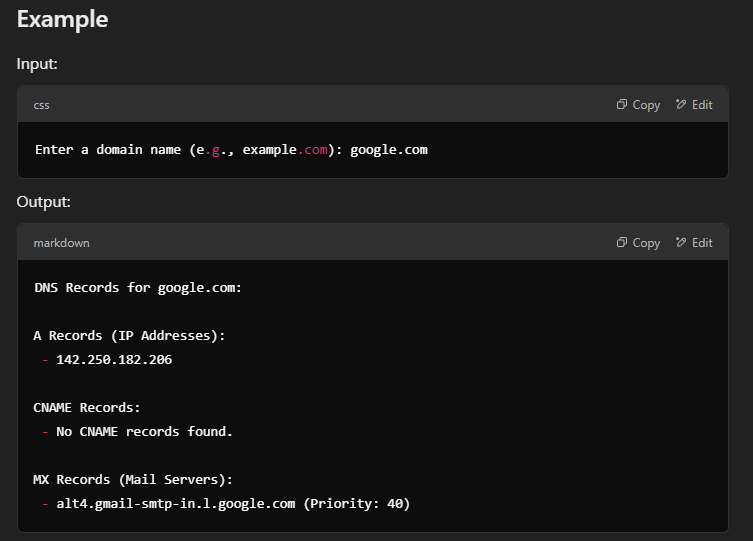 Example
Input:
css Copy Edit
Enter a domain name (e.g., example.com): google.com
Output:
markdown Copy Edit
DNS Records for google.com:
A Records (IP Addresses):
- 142.250.182.206
CNAME Records:
- No CNAME records found.
MX Records (Mail Servers):
- alt4.gmail-smtp-in.l.google.com (Priority: 40)